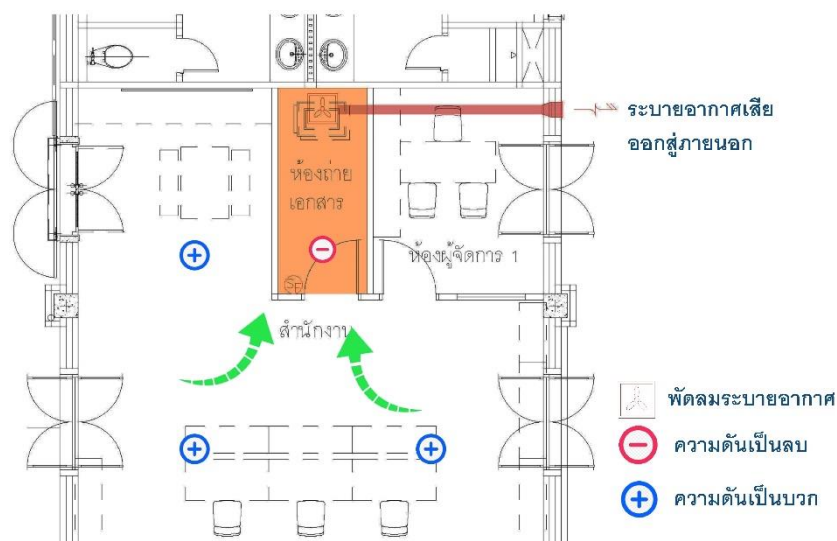 ระบายอากาศเสีย
ออกสู่ภายนอก
ห้องถ่าย
เอกสาร
ห้องผู้จัดการ 1
SF
สำนักงาน
พัดลมระบายอากาศ
ความดันเป็นลบ
ความดันเป็นบวก